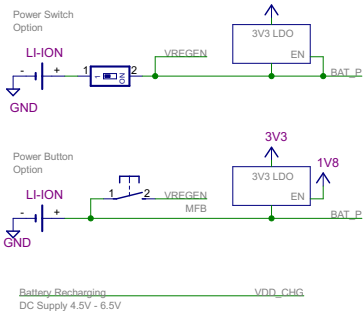 Power Switch
Option
LI-ION
- +
GND
1 ON 2
VREGEN
3V3 LDO
EN
BAT_P
Power Button
Option
LI-ION
- +
GND
1 2
VREGEN
MFB
3V3
3V3 LDO
EN
1V8
BAT_P
Battery Recharging
DC Supply 4.5V - 6.5V
VDD_CHG